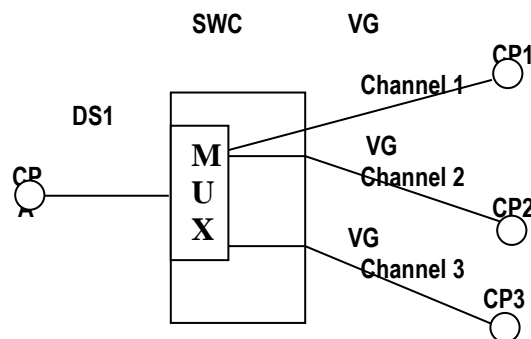 SWC VG
CP1
Channel 1
DS1
VG
Channel 2
M
U
X
CP
A
CP2
VG
Channel 3
CP3